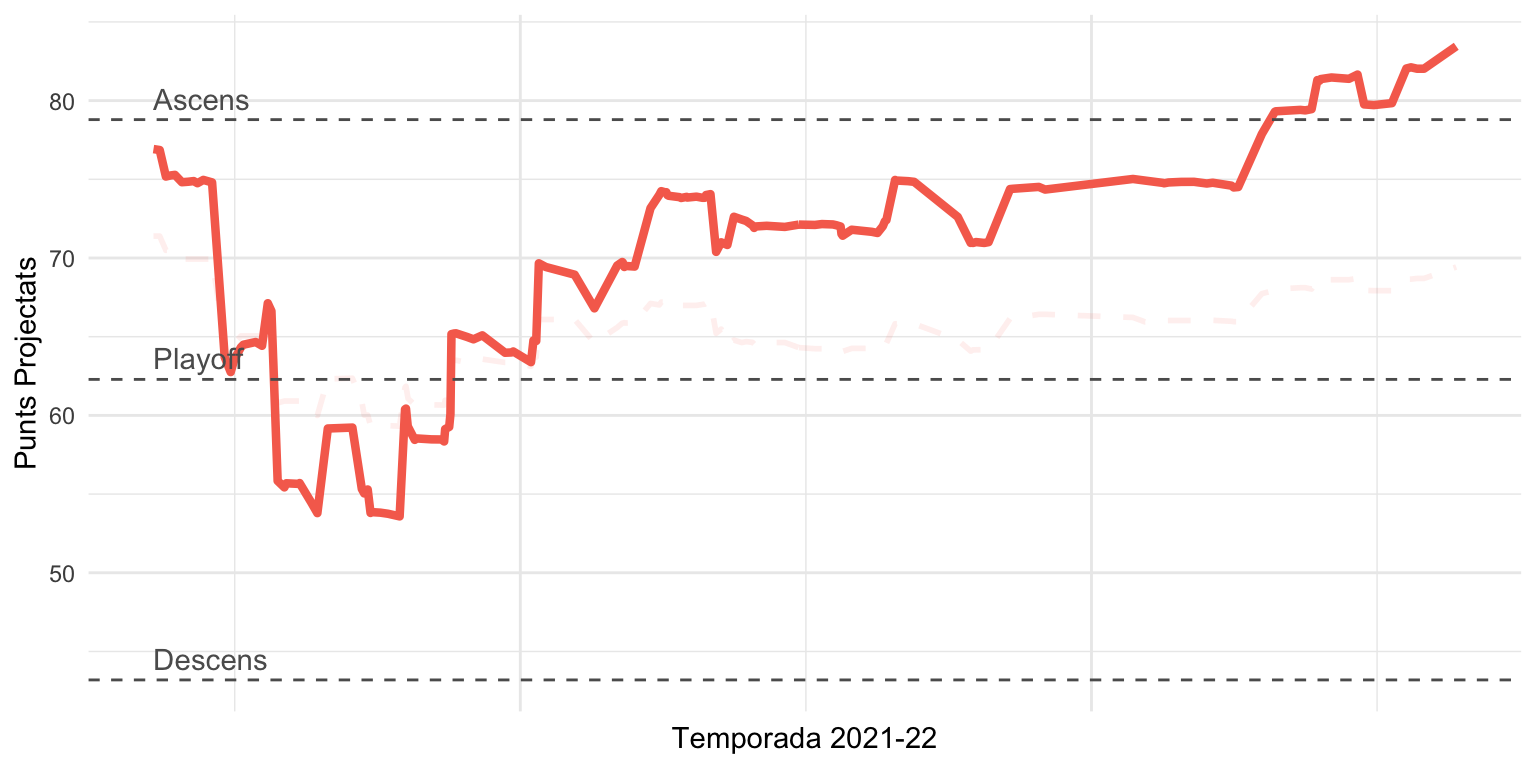 80
70
60
50
Ascens
Playoff
Descens
Punts Projectats
Temporada 2021-22